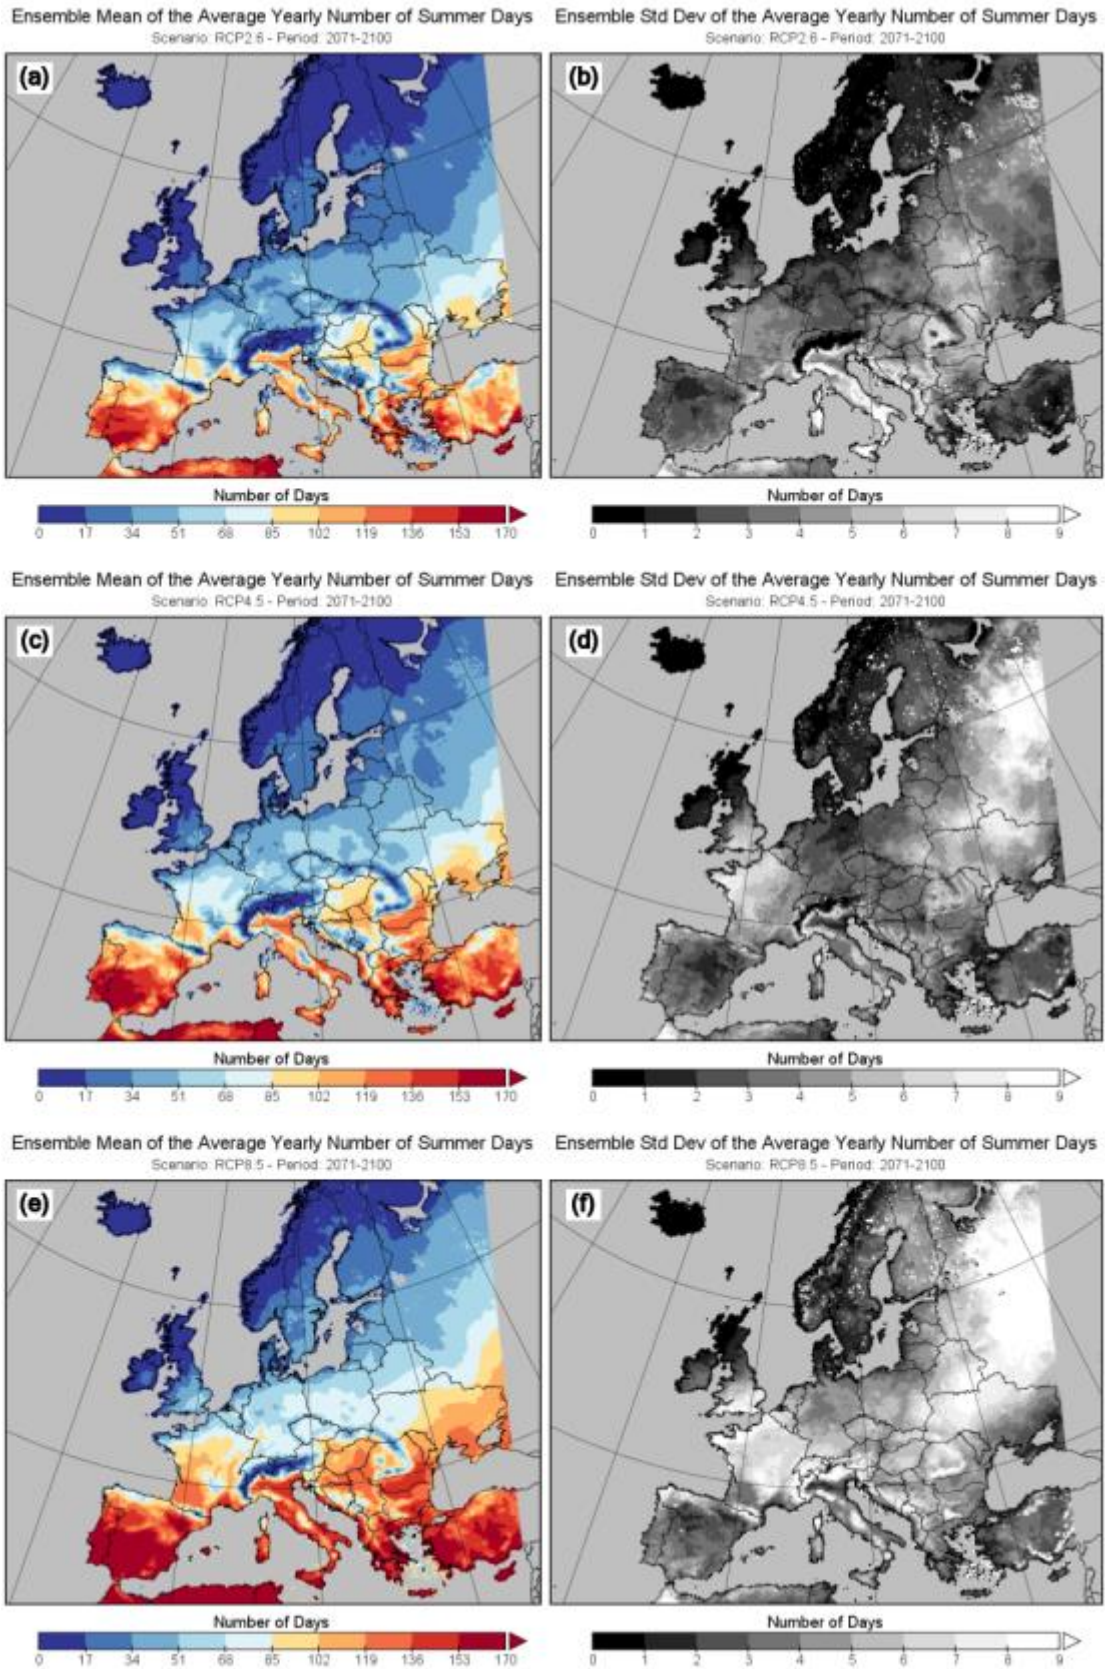 Ensemble Mean of the Average Yearly Number of Summer Days
Scenario: RCP2.6 - Period: 2071-2100
(a)
Number of Days
0 17 34 51 68 85 102 119 136 153 170
Ensemble Std Dev of the Average Yearly Number of Summer Days
Scenario: RCP2.6 - Period: 2071-2100
(b)
Number of Days
0 1 2 3 4 5 6 7 8 9
Ensemble Mean of the Average Yearly Number of Summer Days
Scenario: RCP4.5 - Period: 2071-2100
(c)
Number of Days
0 17 34 51 68 85 102 119 136 153 170
Ensemble Std Dev of the Average Yearly Number of Summer Days
Scenario: RCP4.5 - Period: 2071-2100
(d)
Number of Days
0 1 2 3 4 5 6 7 8 9
Ensemble Mean of the Average Yearly Number of Summer Days
Scenario: RCP8.5 - Period: 2071-2100
(e)
Number of Days
0 17 34 51 68 85 102 119 136 153 170
Ensemble Std Dev of the Average Yearly Number of Summer Days
Scenario: RCP8.5 - Period: 2071-2100
(f)
Number of Days
0 1 2 3 4 5 6 7 8 9